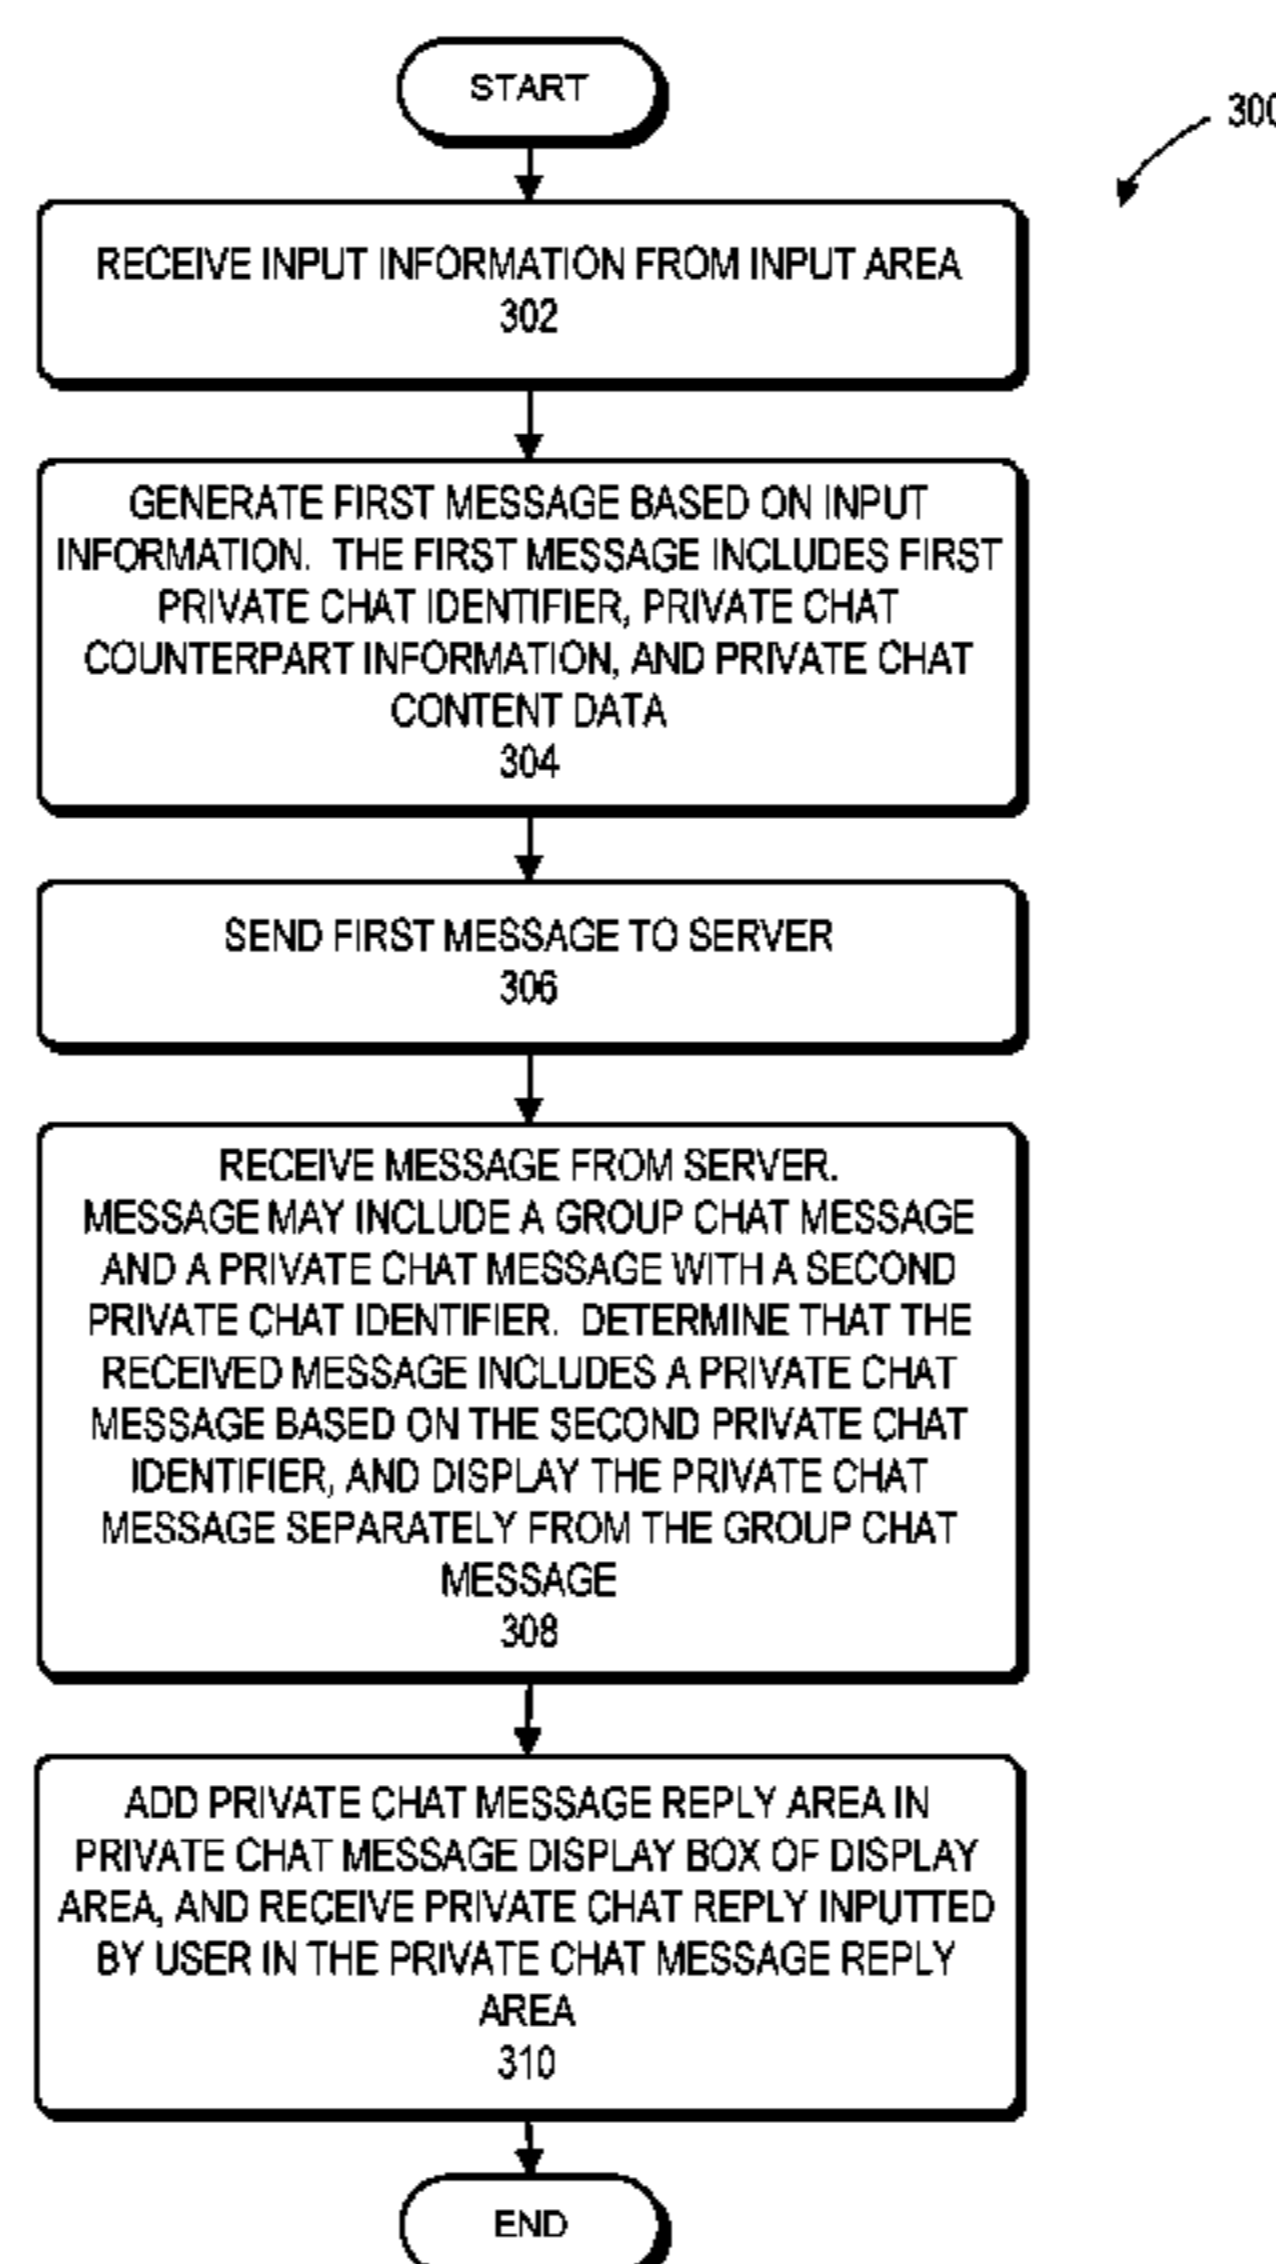 START
300
RECEIVE INPUT INFORMATION FROM INPUT AREA
302
GENERATE FIRST MESSAGE BASED ON INPUT
INFORMATION. THE FIRST MESSAGE INCLUDES FIRST
PRIVATE CHAT IDENTIFIER, PRIVATE CHAT
COUNTERPART INFORMATION, AND PRIVATE CHAT
CONTENT DATA
304
SEND FIRST MESSAGE TO SERVER
306
RECEIVE MESSAGE FROM SERVER.
MESSAGE MAY INCLUDE A GROUP CHAT MESSAGE
AND A PRIVATE CHAT MESSAGE WITH A SECOND
PRIVATE CHAT IDENTIFIER. DETERMINE THAT THE
RECEIVED MESSAGE INCLUDES A PRIVATE CHAT
MESSAGE BASED ON THE SECOND PRIVATE CHAT
IDENTIFIER, AND DISPLAY THE PRIVATE CHAT
MESSAGE SEPARATELY FROM THE GROUP CHAT
MESSAGE
308
ADD PRIVATE CHAT MESSAGE REPLY AREA IN
PRIVATE CHAT MESSAGE DISPLAY BOX OF DISPLAY
AREA, AND RECEIVE PRIVATE CHAT REPLY INPUTTED
BY USER IN THE PRIVATE CHAT MESSAGE REPLY
AREA
310
END